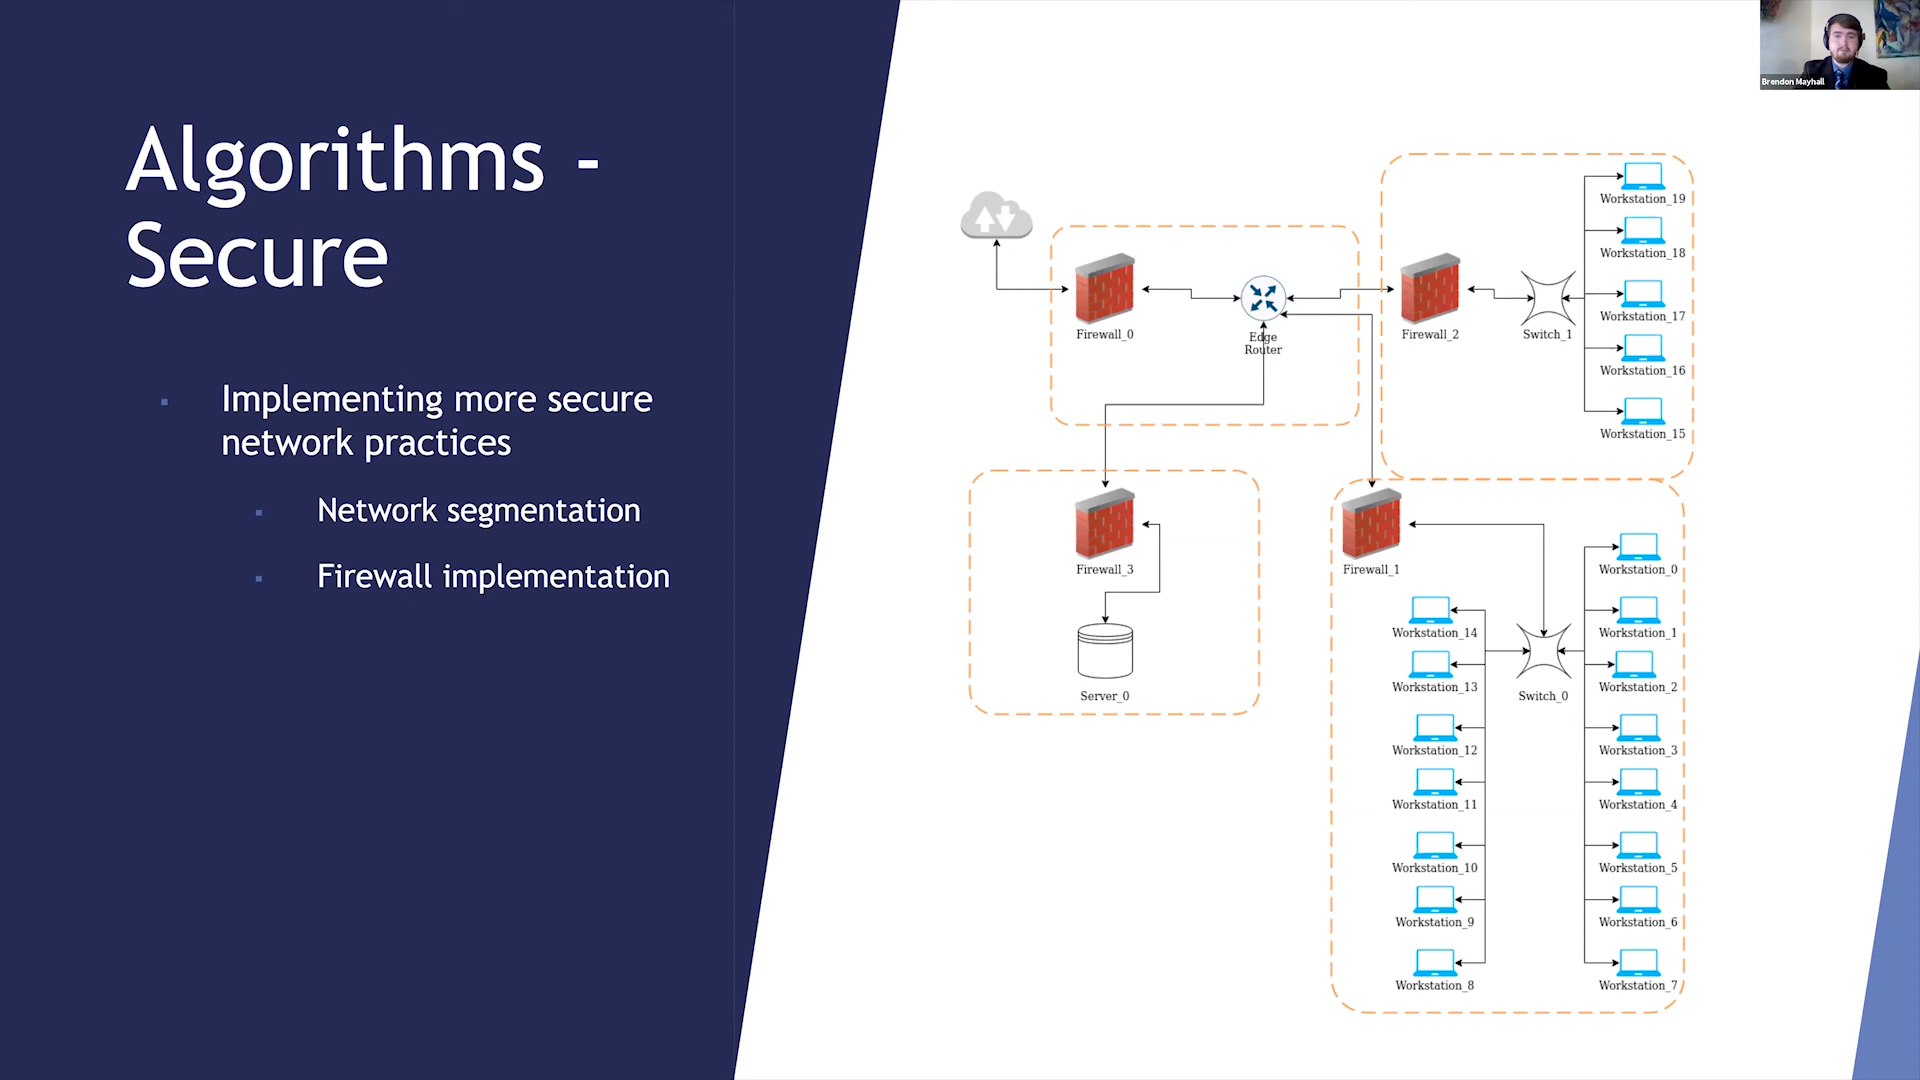 Algorithms -
Secure
Implementing more secure
network practices
Network segmentation
Firewall implementation
Brendon Mayhall
Firewall_0
Edge
Router
Firewall_2
Switch_1
Workstation_19
Workstation_18
Workstation_17
Workstation_16
Workstation_15
Firewall_3
Server_0
Firewall_1
Switch_0
Workstation_14
Workstation_13
Workstation_12
Workstation_11
Workstation_10
Workstation_9
Workstation_8
Workstation_0
Workstation_1
Workstation_2
Workstation_3
Workstation_4
Workstation_5
Workstation_6
Workstation_7